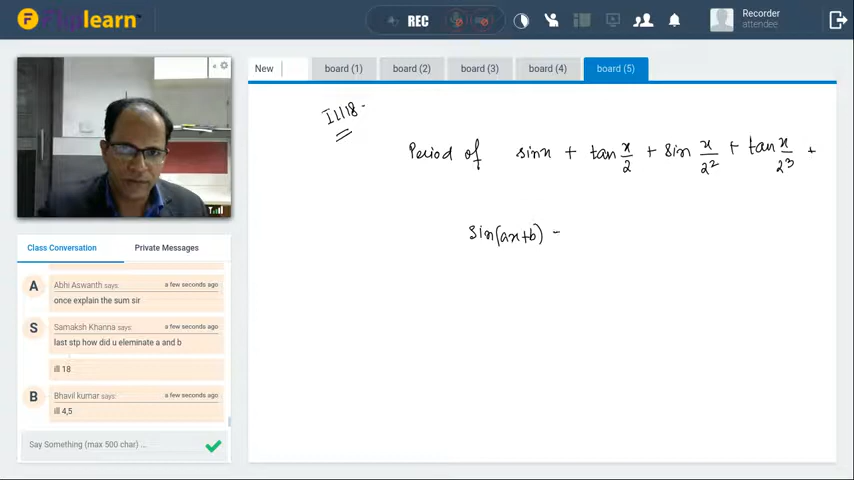 Fliplearn
REC
Recorder
attendee
New
board (1)
board (2)
board (3)
board (4)
board (5)
Ill 18-
Period of sinx + tan x/2 + sin x/2² + tan x/2³ +
sin(ax+b) -
Class Conversation
Private Messages
A
Abhi Aswanth says:
a few seconds ago
once explain the sum sir
S
Samaksh Khanna says:
a few seconds ago
last stp how did u eleminate a and b
ill 18
B
Bhavil kumar says:
a few seconds ago
ill 4,5
Say Something (max 500 char) ...